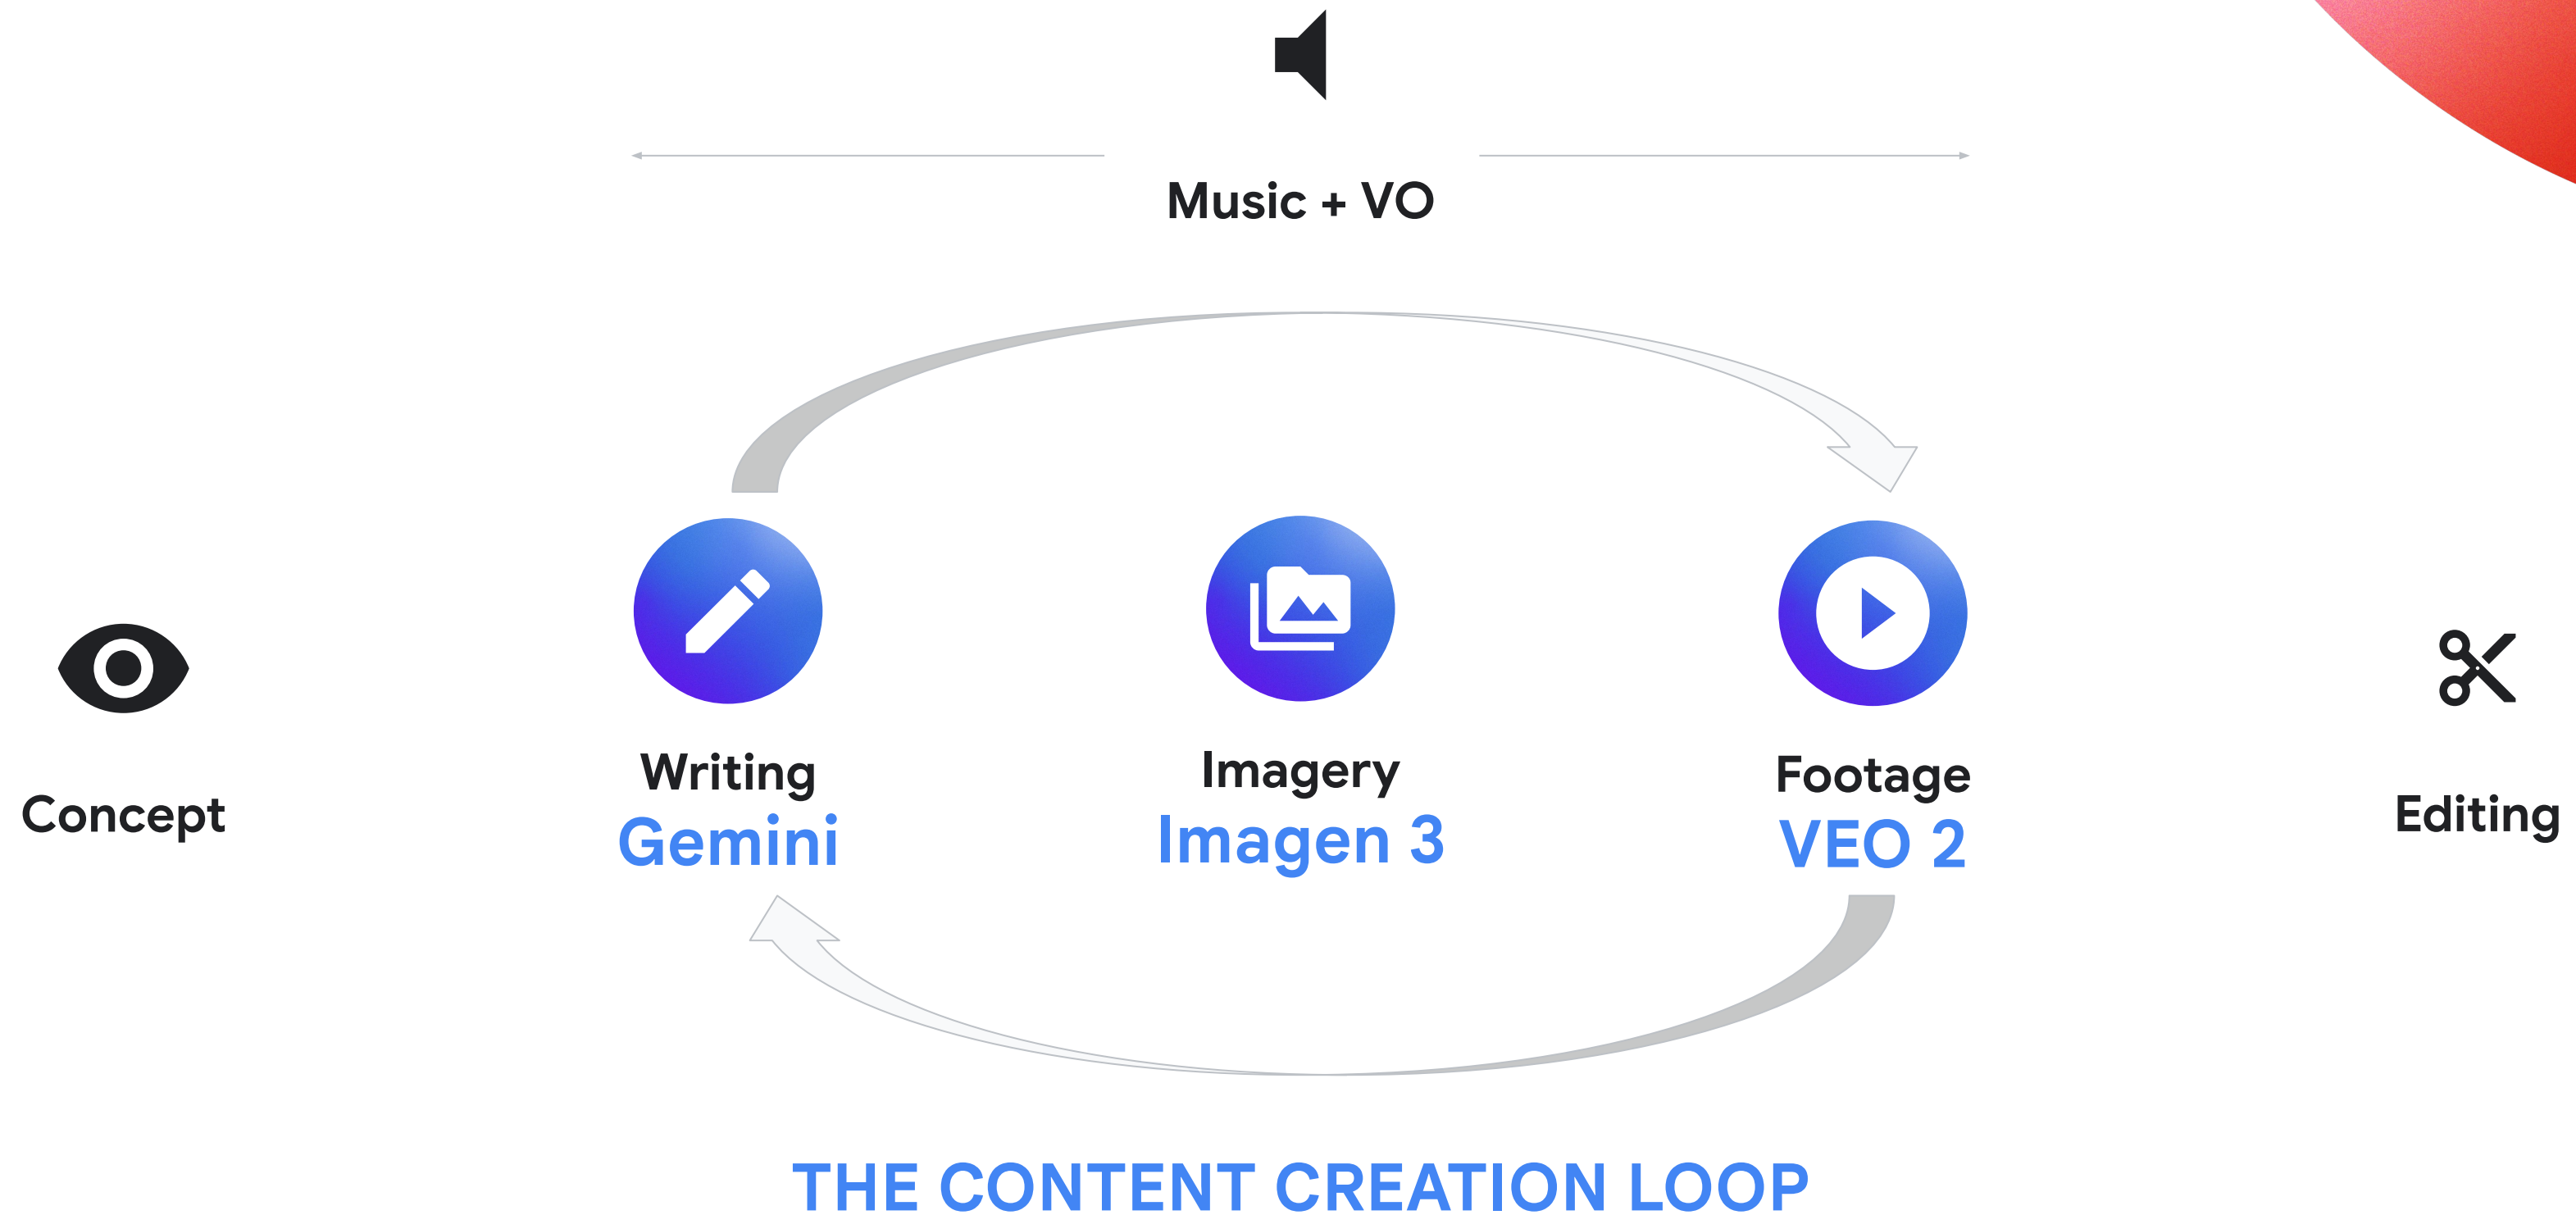 Music + VO
Concept
Writing
Gemini
Imagery
Imagen 3
Footage
VEO 2
Editing
THE CONTENT CREATION LOOP